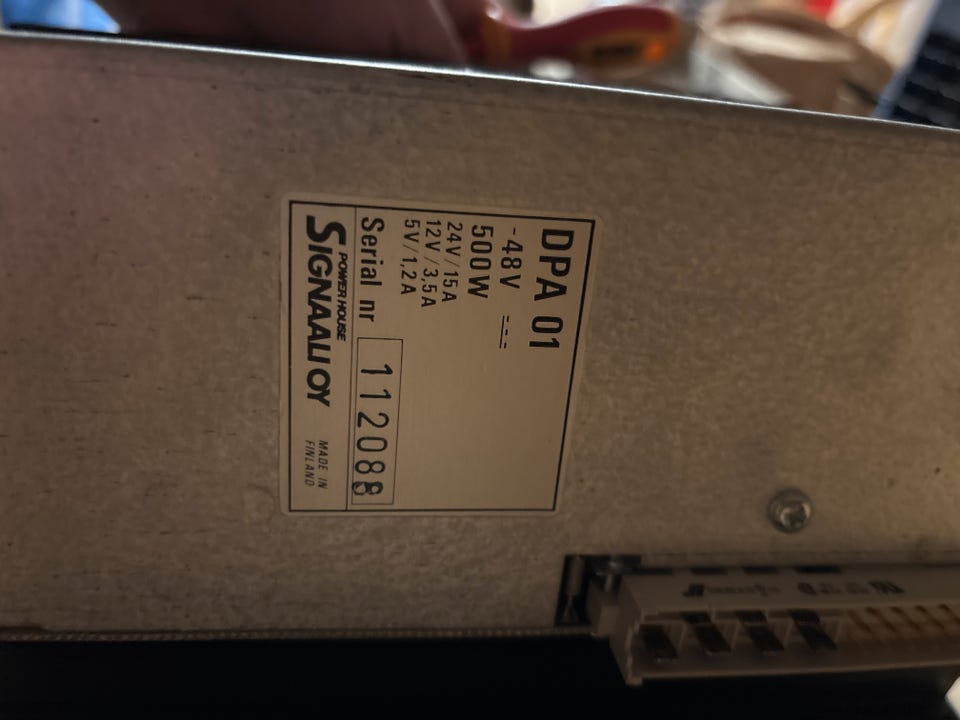 DPA 01
-48V ⎓
500W
24V/15A
12V/3,5A
5V/1,2A
Serial nr 112088
POWER HOUSE
SIGNAALI OY
MADE IN
FINLAND